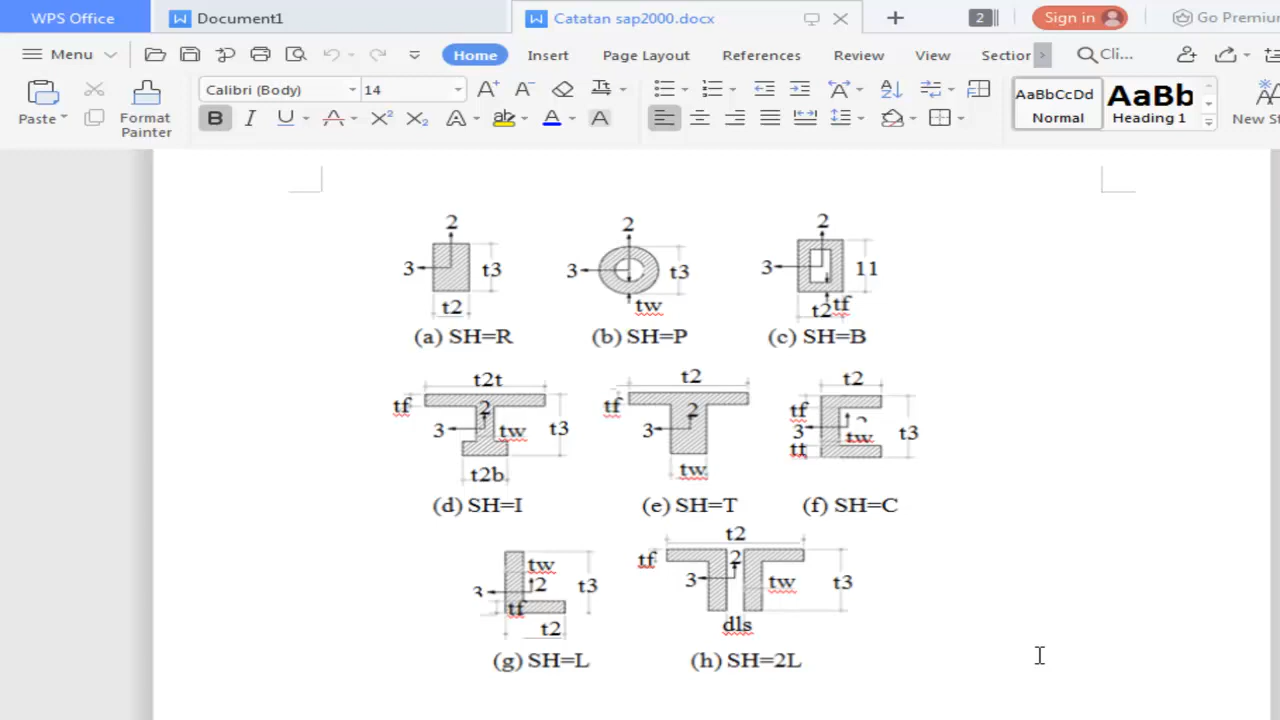 WPS Office Document1 Catatan sap2000.docx 2 Sign in Go Premiu
Menu Home Insert Page Layout References Review View Section Cli...
Calibri (Body) 14 AaBbCcDd AaBb
Paste Format Painter Normal Heading 1 New St
2 2 2
3 t3 3 t3 3 11
t2 tw t2 tf
(a) SH=R (b) SH=P (c) SH=B
t2t t2 t2
tf 2 tf 2 tf
3 tw t3 3 3 tw t3
t2b tw tf
(d) SH=I (e) SH=T (f) SH=C
t2
tw tf 2
3 2 t3 3 tw t3
tf
t2 dls
(g) SH=L (h) SH=2L